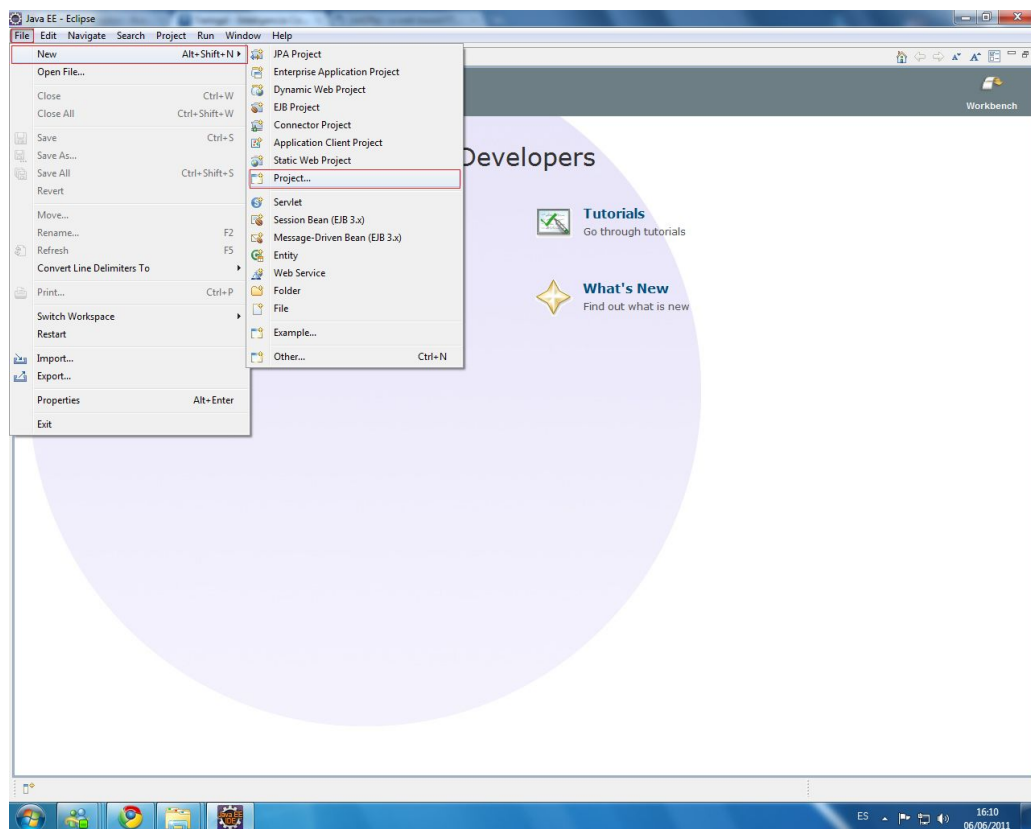 Java EE - Eclipse
File Edit Navigate Search Project Run Window Help
New Alt+Shift+N
Open File...
Close Ctrl+W
Close All Ctrl+Shift+W
Save Ctrl+S
Save As...
Save All Ctrl+Shift+S
Revert
Move...
Rename... F2
Refresh F5
Convert Line Delimiters To
Print... Ctrl+P
Switch Workspace
Restart
Import...
Export...
Properties Alt+Enter
Exit
JPA Project
Enterprise Application Project
Dynamic Web Project
EJB Project
Connector Project
Application Client Project
Static Web Project
Project...
Servlet
Session Bean (EJB 3.x)
Message-Driven Bean (EJB 3.x)
Entity
Web Service
Folder
File
Example...
Other... Ctrl+N
Workbench
Developers
Tutorials
Go through tutorials
What's New
Find out what is new
Java EE
IDE
ES
16:10
06/06/2011